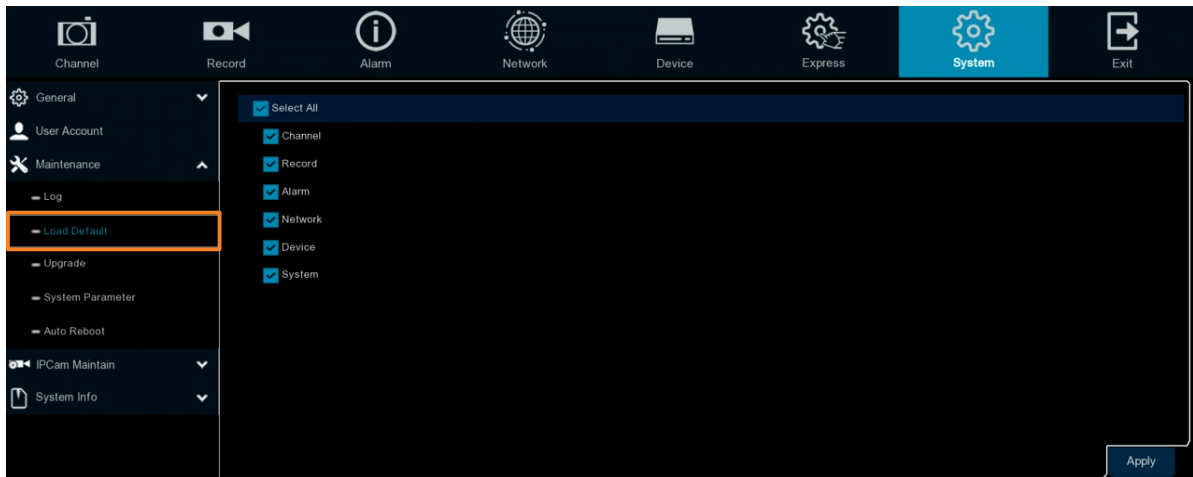 Channel
Record
Alarm
Network
Device
Express
System
Exit
General
User Account
Maintenance
Log
Load Default
Upgrade
System Parameter
Auto Reboot
IPCam Maintain
System Info
Select All
Channel
Record
Alarm
Network
Device
System
Apply